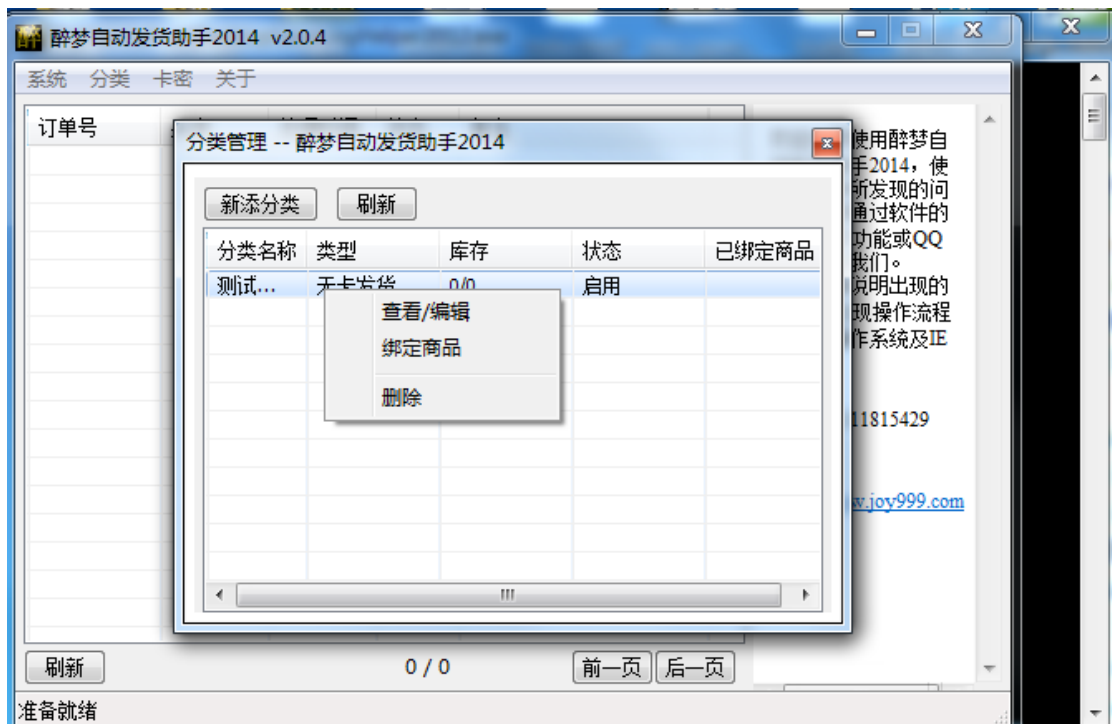 醉梦自动发货助手2014 v2.0.4
系统 分类 卡密 关于
订单号
分类管理 -- 醉梦自动发货助手2014
新添分类 刷新
分类名称 类型 库存 状态 已绑定商品
测试... 无卡发货 0/0 启用
查看/编辑
绑定商品
删除
使用醉梦自
手2014，使
所发现的问
通过软件的
功能或QQ
我们。
说明出现的
现操作流程
作系统及IE
11815429
w.joy999.com
刷新 0 / 0 前一页 后一页
准备就绪